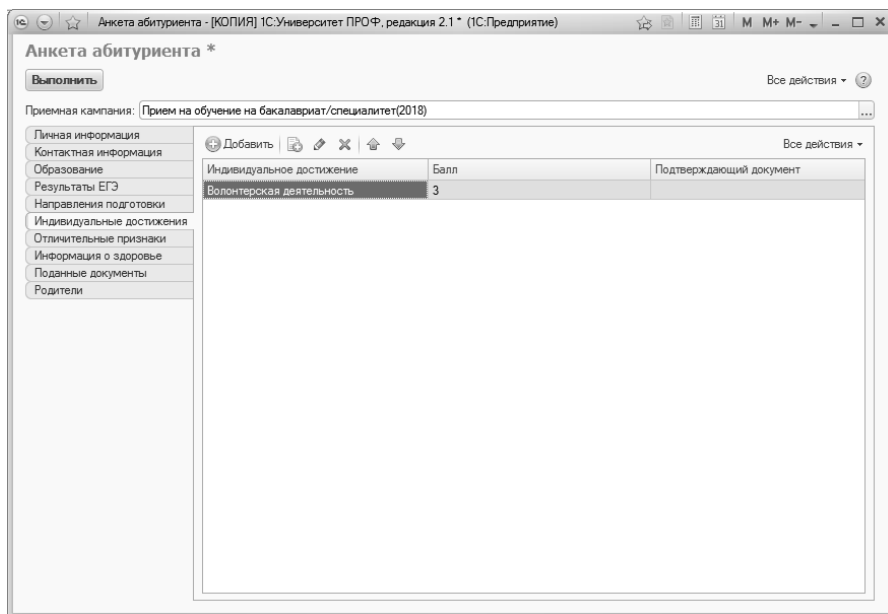 Анкета абитуриента - [КОПИЯ] 1С:Университет ПРОФ, редакция 2.1 * (1С:Предприятие)
M M+ M-
Анкета абитуриента *
Выполнить
Все действия
Приемная кампания: Прием на обучение на бакалавриат/специалитет(2018) ...
Личная информация
Контактная информация
Образование
Результаты ЕГЭ
Направления подготовки
Индивидуальные достижения
Отличительные признаки
Информация о здоровье
Поданные документы
Родители
Добавить
Все действия
Индивидуальное достижение Балл Подтверждающий документ
Волонтерская деятельность 3